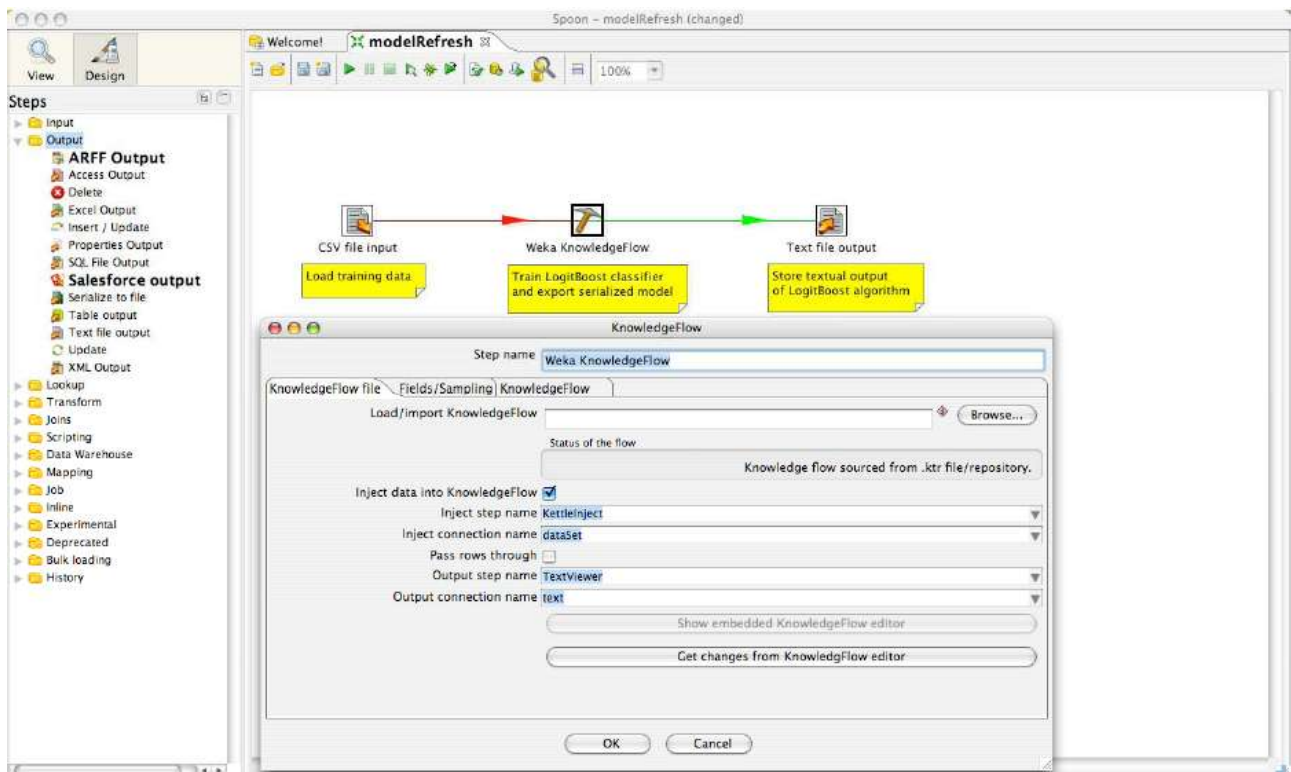 Spoon - modelRefresh (changed)
View
Design
Welcome!
modelRefresh
100%
Steps
Input
Output
ARFF Output
Access Output
Delete
Excel Output
Insert / Update
Properties Output
SQL File Output
Salesforce output
Serialize to file
Table output
Text file output
Update
XML Output
Lookup
Transform
Joins
Scripting
Data Warehouse
Mapping
Job
Inline
Experimental
Deprecated
Bulk loading
History
CSV file input
Weka KnowledgeFlow
Text file output
Load training data
Train LogitBoost classifier
and export serialized model
Store textual output
of LogitBoost algorithm
KnowledgeFlow
Step name Weka KnowledgeFlow
KnowledgeFlow file Fields/Sampling KnowledgeFlow
Load/import KnowledgeFlow
Browse...
Status of the flow
Knowledge flow sourced from .ktr file/repository.
Inject data into KnowledgeFlow
Inject step name KettleInject
Inject connection name dataSet
Pass rows through
Output step name TextViewer
Output connection name text
Show embedded KnowledgeFlow editor
Get changes from KnowledgFlow editor
OK
Cancel